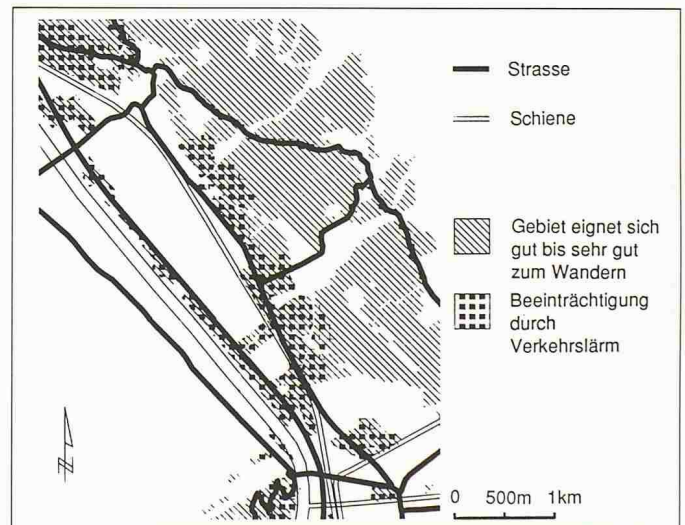 Strasse
Schiene
Gebiet eignet sich
gut bis sehr gut
zum Wandern
Beeinträchtigung
durch
Verkehrslärm
0 500m 1km